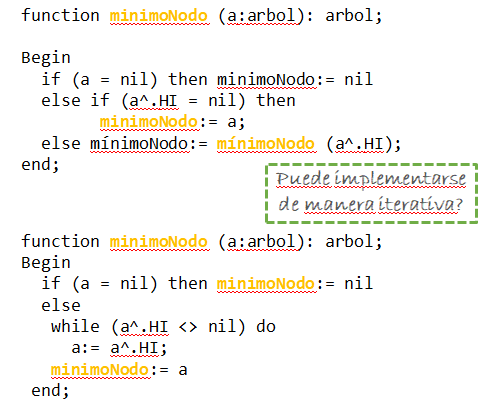 function minimoNodo (a:arbol): arbol;
Begin
if (a = nil) then minimoNodo:= nil
else if (a^.HI = nil) then
minimoNodo:= a;
else mínimoNodo:= mínimoNodo (a^.HI);
end;
Puede implementarse
de manera iterativa?
function minimoNodo (a:arbol): arbol;
Begin
if (a = nil) then minimoNodo:= nil
else
while (a^.HI <> nil) do
a:= a^.HI;
minimoNodo:= a
end;